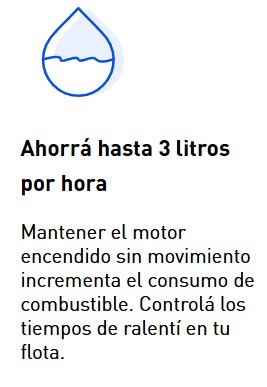 Ahorrá hasta 3 litros
por hora
Mantener el motor
encendido sin movimiento
incrementa el consumo de
combustible. Controlá los
tiempos de ralentí en tu
flota.